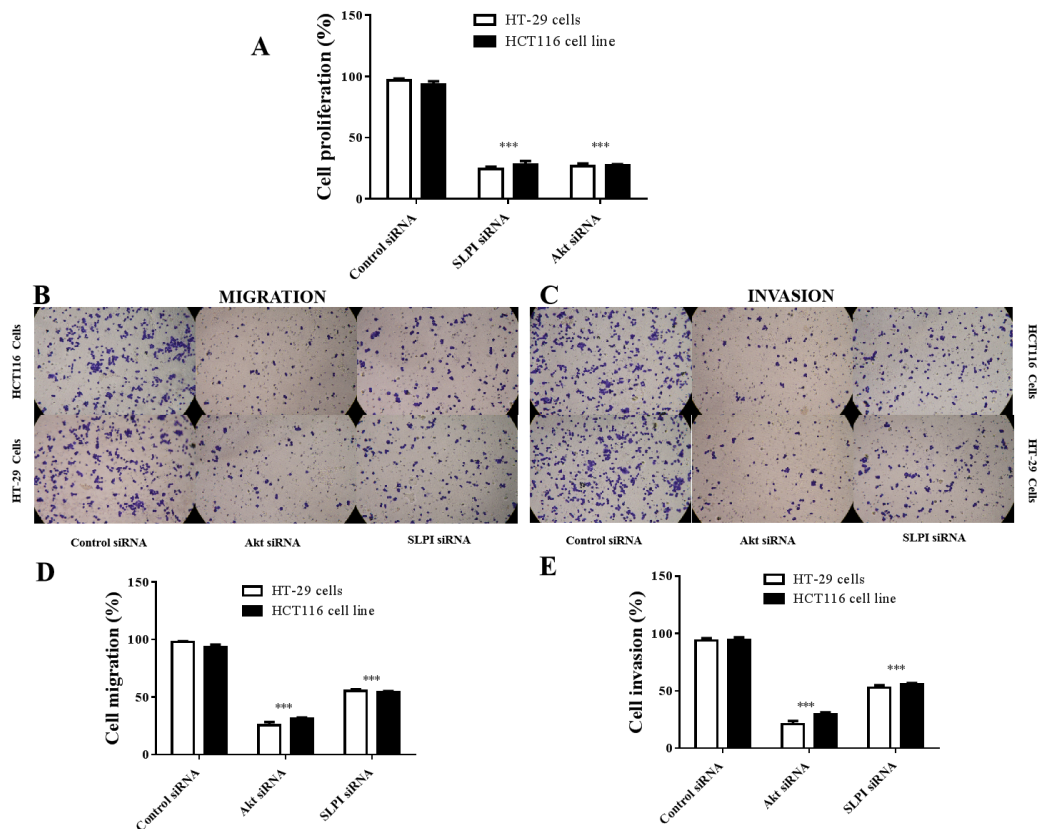 A
Cell proliferation (%)
150
100
50
0
HT-29 cells
HCT116 cell line
***
***
Control siRNA
SLPI siRNA
Akt siRNA
B
MIGRATION
HCT116 Cells
HT-29 Cells
Control siRNA
Akt siRNA
SLPI siRNA
C
INVASION
HCT116 Cells
HT-29 Cells
Control siRNA
Akt siRNA
SLPI siRNA
D
Cell migration (%)
150
100
50
0
HT-29 cells
HCT116 cell line
***
***
Control siRNA
Akt siRNA
SLPI siRNA
E
Cell invasion (%)
150
100
50
0
HT-29 cells
HCT116 cell line
***
***
Control siRNA
Akt siRNA
SLPI siRNA